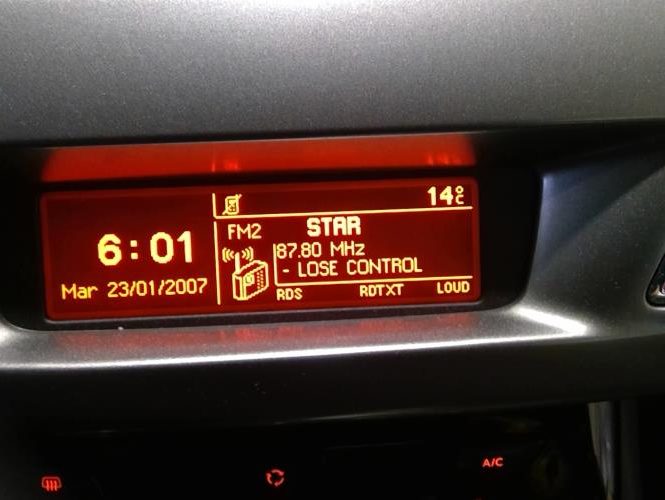 14°C
FM2 STAR
6:01
87.80 MHz
- LOSE CONTROL
Mar 23/01/2007
RDS RDTXT LOUD
A/C